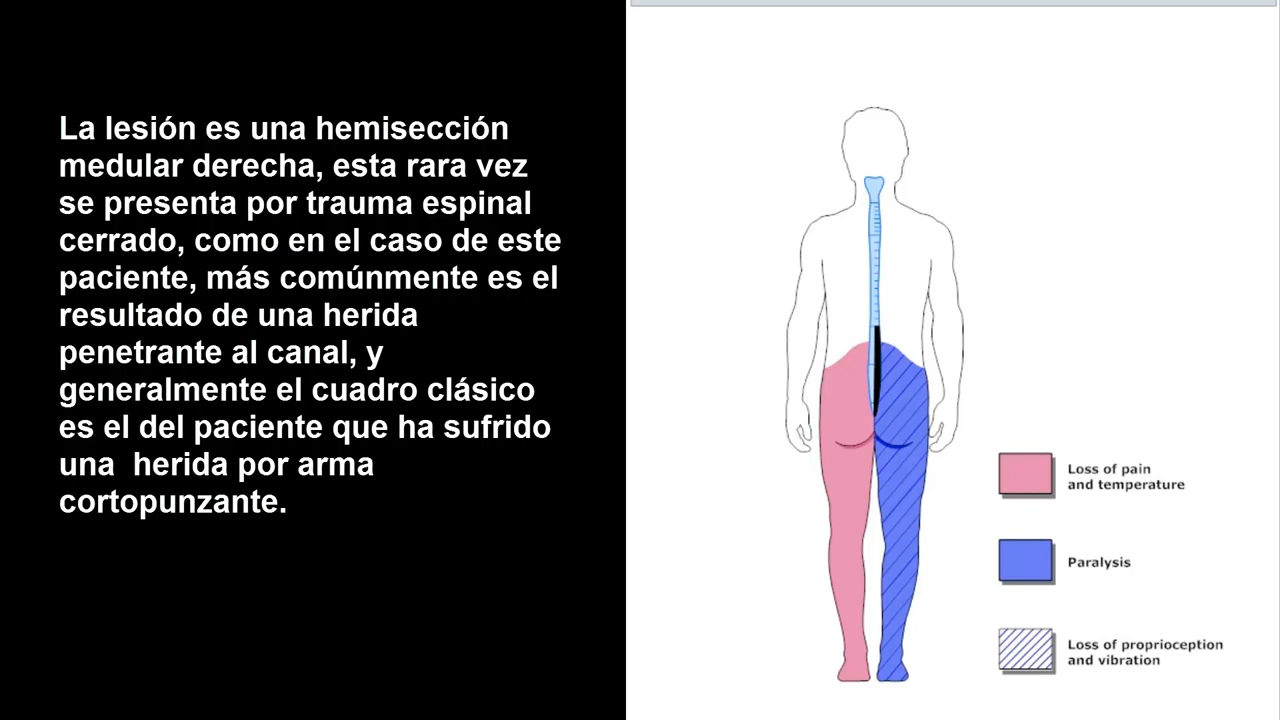 La lesión es una hemisección
medular derecha, esta rara vez
se presenta por trauma espinal
cerrado, como en el caso de este
paciente, más comúnmente es el
resultado de una herida
penetrante al canal, y
generalmente el cuadro clásico
es el del paciente que ha sufrido
una  herida por arma
cortopunzante.
Loss of pain
and temperature
Paralysis
Loss of proprioception
and vibration